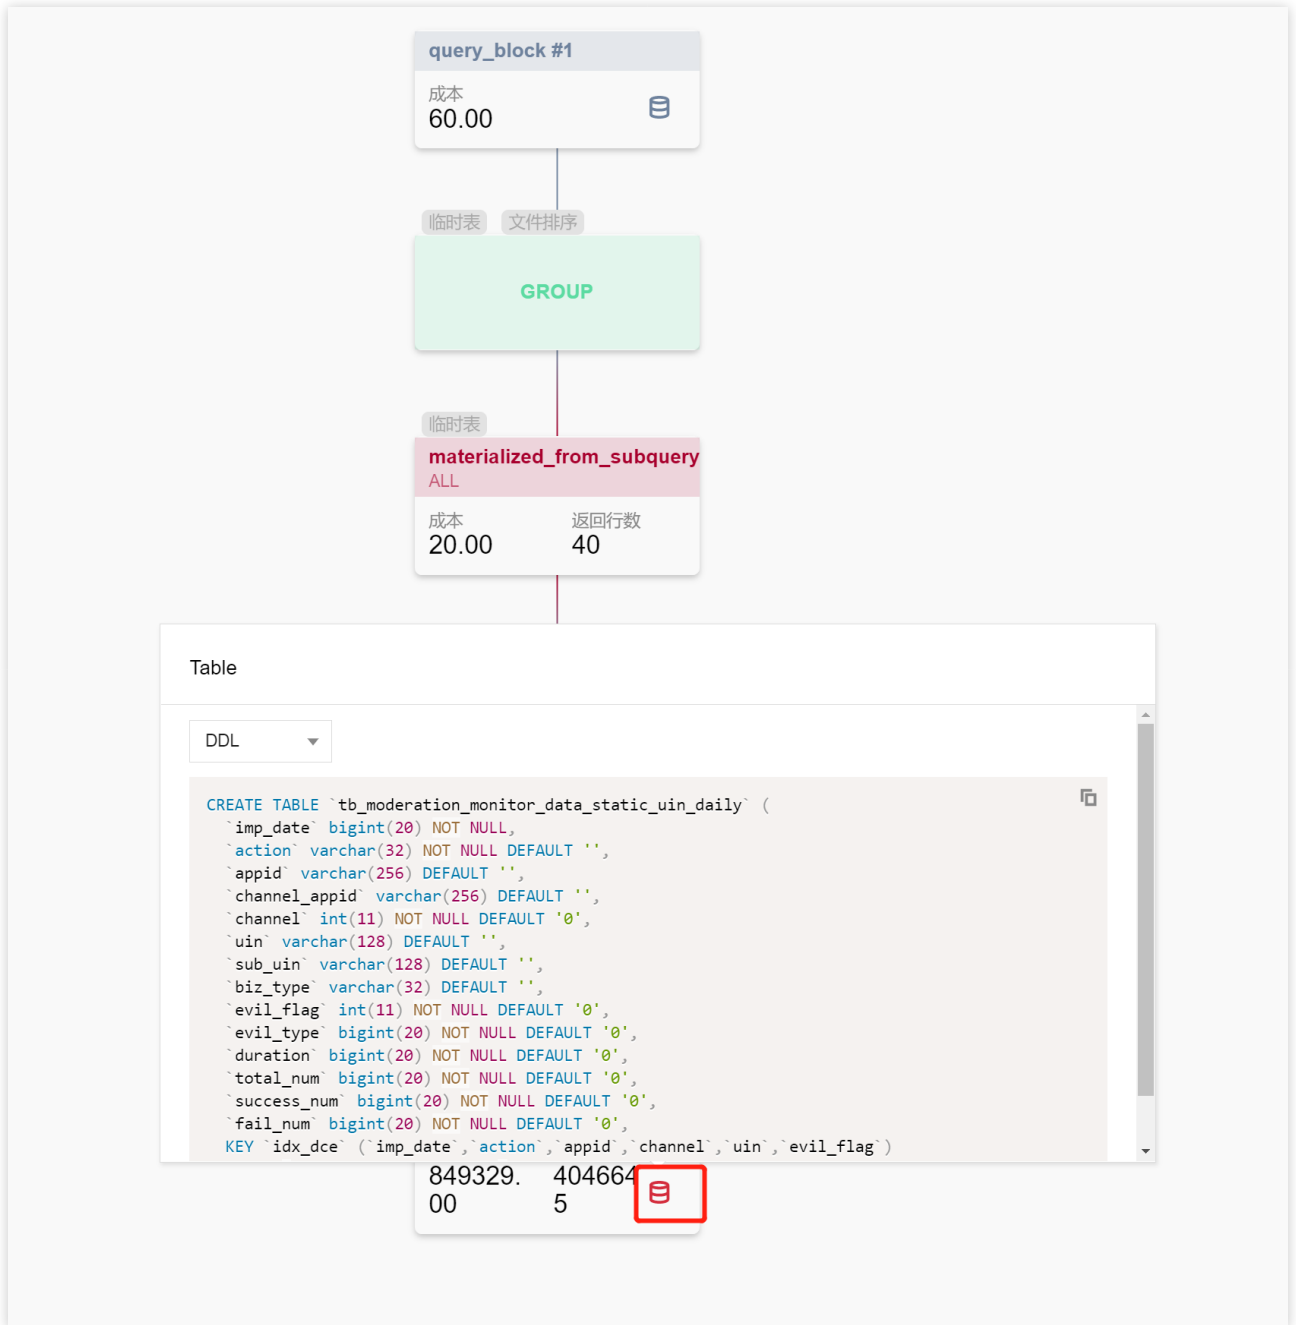 query_block #1
成本
60.00
临时表 文件排序
GROUP
临时表
materialized_from_subquery
ALL
成本 返回行数
20.00 40
Table
DDL
CREATE TABLE `tb_moderation_monitor_data_static_uin_daily` (
`imp_date` bigint(20) NOT NULL,
`action` varchar(32) NOT NULL DEFAULT '',
`appid` varchar(256) DEFAULT '',
`channel_appid` varchar(256) DEFAULT '',
`channel` int(11) NOT NULL DEFAULT '0',
`uin` varchar(128) DEFAULT '',
`sub_uin` varchar(128) DEFAULT '',
`biz_type` varchar(32) DEFAULT '',
`evil_flag` int(11) NOT NULL DEFAULT '0',
`evil_type` bigint(20) NOT NULL DEFAULT '0',
`duration` bigint(20) NOT NULL DEFAULT '0',
`total_num` bigint(20) NOT NULL DEFAULT '0',
`success_num` bigint(20) NOT NULL DEFAULT '0',
`fail_num` bigint(20) NOT NULL DEFAULT '0',
KEY `idx_dce` (`imp_date`,`action`,`appid`,`channel`,`uin`,`evil_flag`)
849329. 404664
00 5